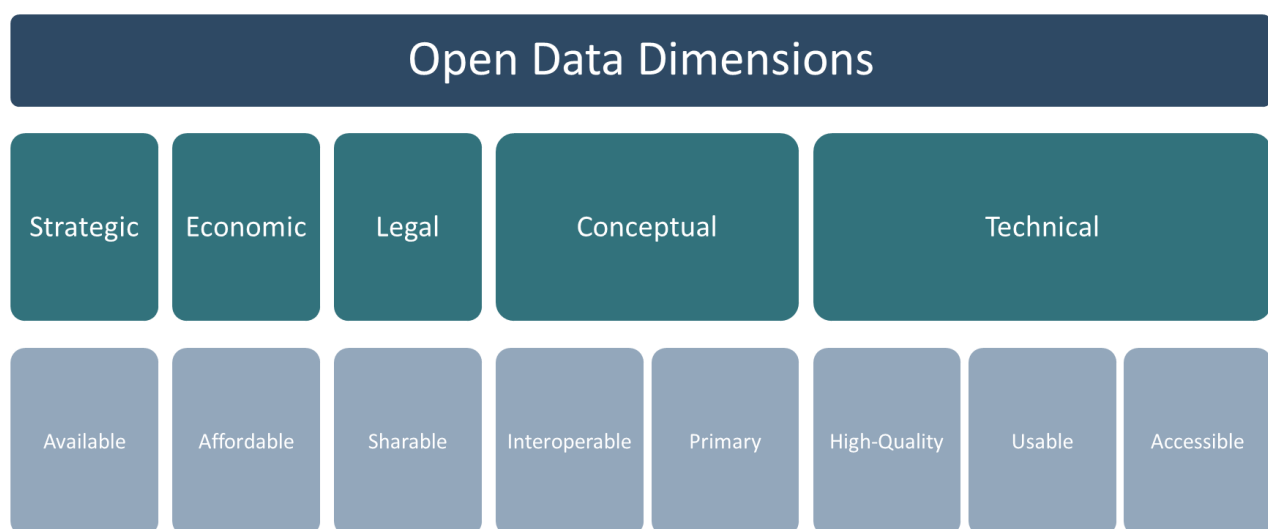 Open Data Dimensions
Strategic
Economic
Legal
Conceptual
Technical
Available
Affordable
Sharable
Interoperable
Primary
High-Quality
Usable
Accessible